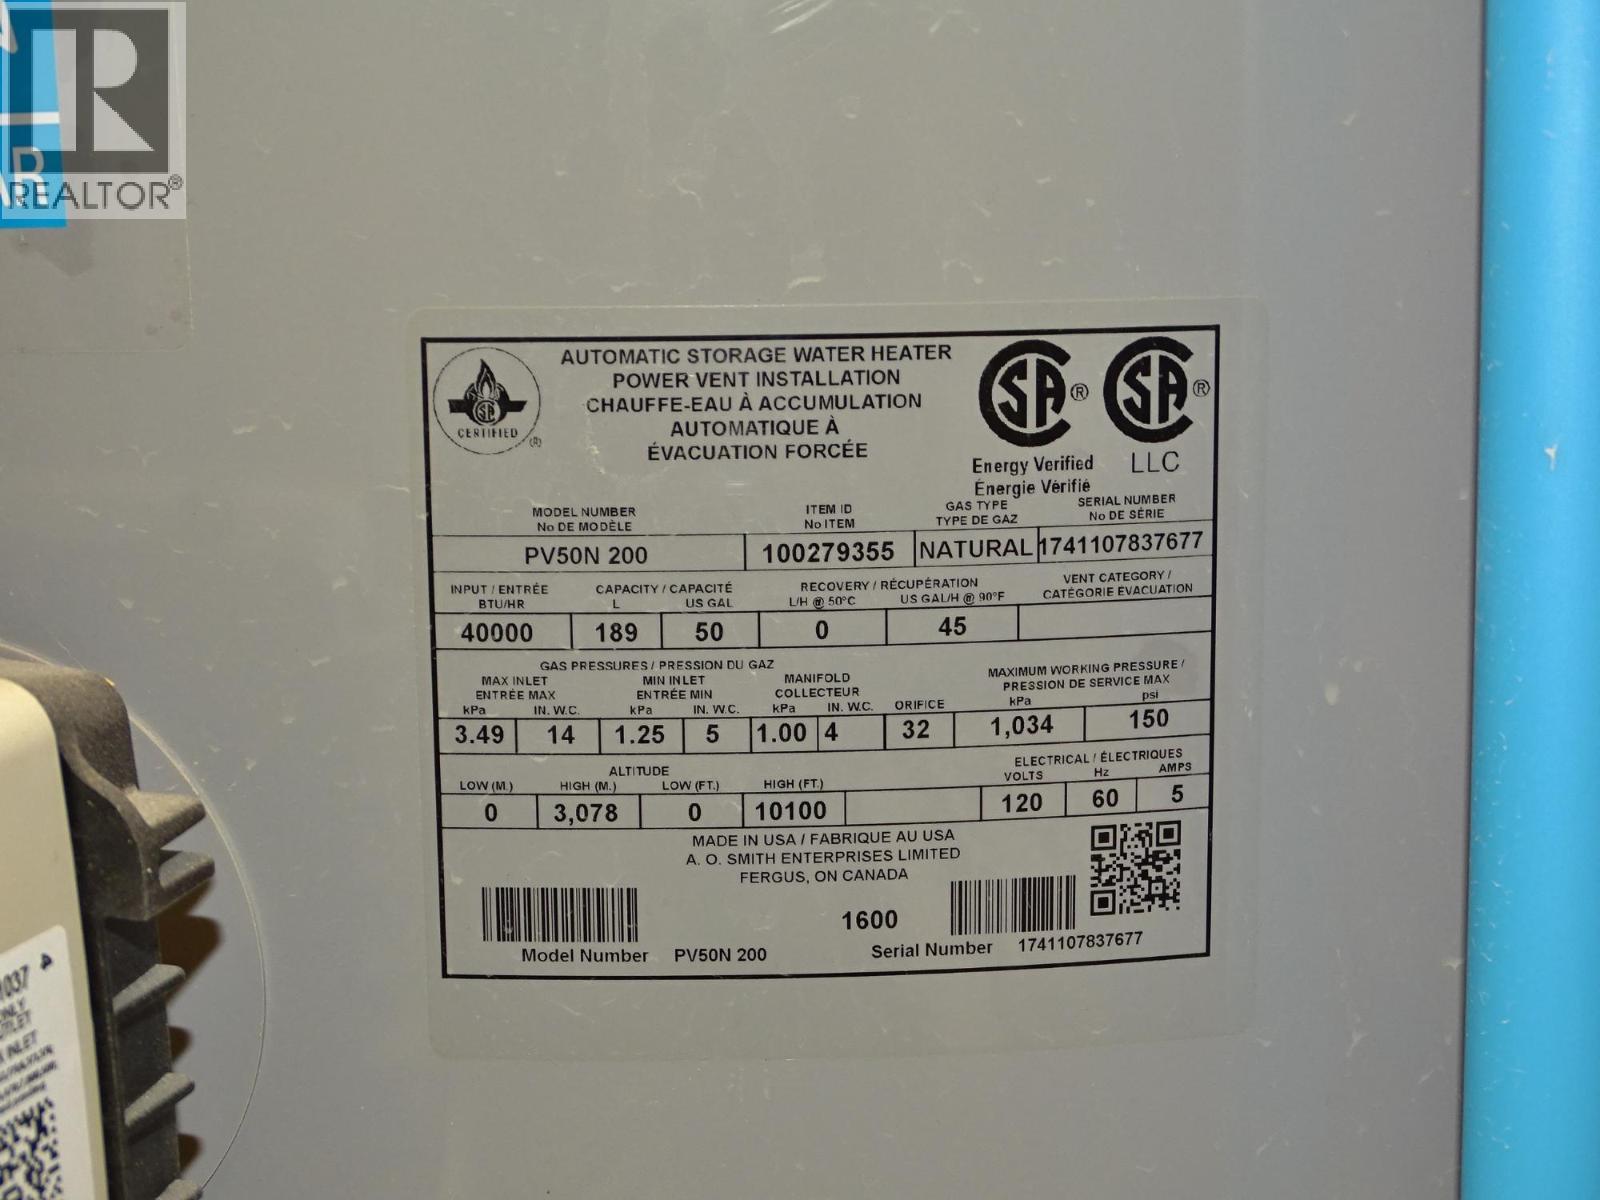 REALTOR®
CERTIFIED
AUTOMATIC STORAGE WATER HEATER
POWER VENT INSTALLATION
CHAUFFE-EAU À ACCUMULATION
AUTOMATIQUE À
ÉVACUATION FORCÉE
Energy Verified LLC
Énergie Vérifié
MODEL NUMBER ITEM ID GAS TYPE SERIAL NUMBER
No DE MODÈLE No ITEM TYPE DE GAZ No DE SÉRIE
PV50N 200 100279355 NATURAL 1741107837677
INPUT / ENTRÉE CAPACITY / CAPACITÉ RECOVERY / RÉCUPÉRATION VENT CATEGORY /
BTU/HR L US GAL L/H @ 50°C US GAL/H @ 90°F CATÉGORIE EVACUATION
40000 189 50 0 45
GAS PRESSURES / PRESSION DU GAZ MAXIMUM WORKING PRESSURE /
MAX INLET MIN INLET MANIFOLD PRESSION DE SERVICE MAX
ENTRÉE MAX ENTRÉE MIN COLLECTEUR
kPa IN. W.C. kPa IN. W.C. kPa IN. W.C. ORIFICE kPa psi
3.49 14 1.25 5 1.00 4 32 1,034 150
ALTITUDE ELECTRICAL / ÉLECTRIQUES
LOW (M.) HIGH (M.) LOW (FT.) HIGH (FT.) VOLTS Hz AMPS
0 3,078 0 10100 120 60 5
MADE IN USA / FABRIQUE AU USA
A. O. SMITH ENTERPRISES LIMITED
FERGUS, ON CANADA
1600
Model Number PV50N 200 Serial Number 1741107837677
1037
INLET